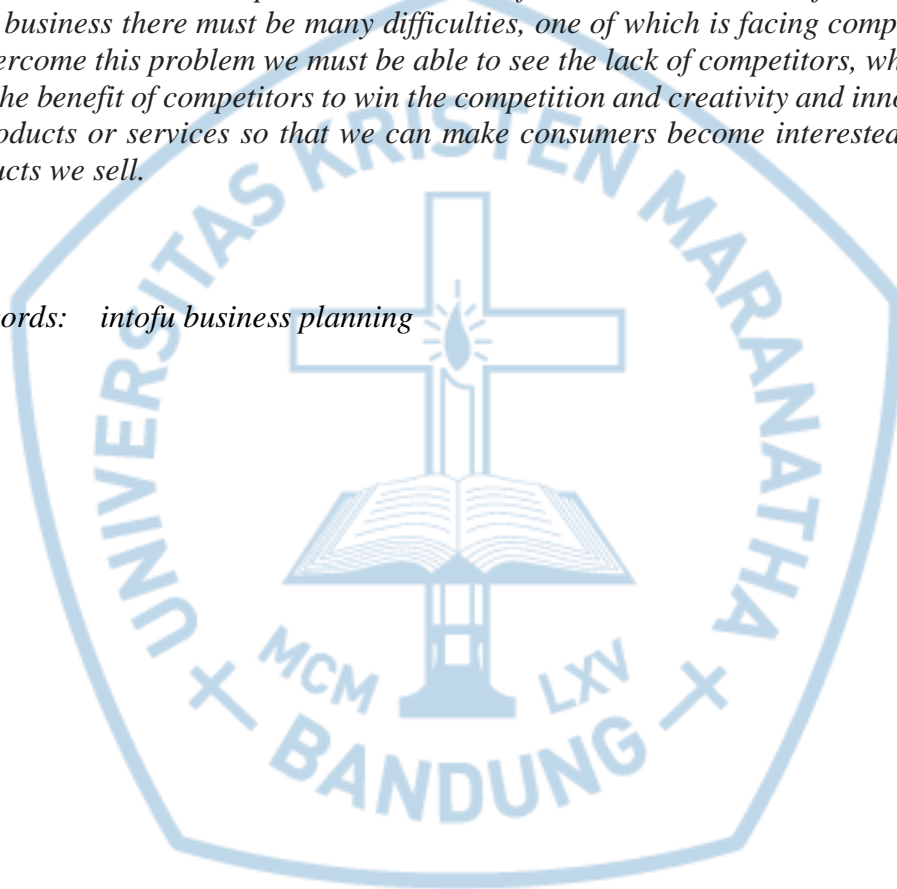 business there must be many difficulties, one of which is facing comp
ercome this problem we must be able to see the lack of competitors, wh
he benefit of competitors to win the competition and creativity and inno
oducts or services so that we can make consumers become interested
ucts we sell.
ords: intofu business planning
UNIVERSITAS KRISTEN MARANATHA
MCM LXV
BANDUNG